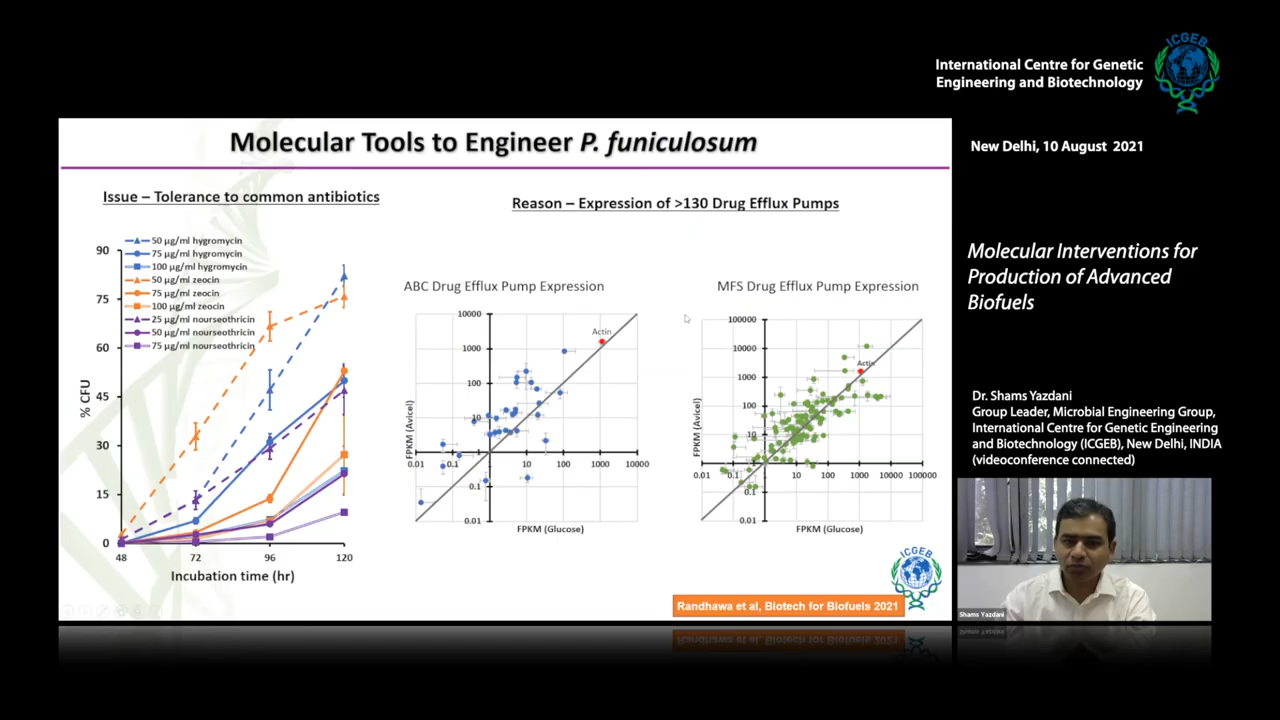 ICGEB
International Centre for Genetic
Engineering and Biotechnology
New Delhi, 10 August 2021
Molecular Interventions for
Production of Advanced
Biofuels
Dr. Shams Yazdani
Group Leader, Microbial Engineering Group,
International Centre for Genetic Engineering
and Biotechnology (ICGEB), New Delhi, INDIA
(videoconference connected)
Shams Yazdani
Molecular Tools to Engineer P. funiculosum
Issue – Tolerance to common antibiotics
50 µg/ml hygromycin
75 µg/ml hygromycin
100 µg/ml hygromycin
50 µg/ml zeocin
75 µg/ml zeocin
100 µg/ml zeocin
25 µg/ml nourseothricin
50 µg/ml nourseothricin
75 µg/ml nourseothricin
% CFU
90
75
60
45
30
15
0
48 72 96 120
Incubation time (hr)
Reason – Expression of >130 Drug Efflux Pumps
ABC Drug Efflux Pump Expression
FPKM (Avicel)
10000
Actin
1000
100
10
1
0.01 0.1 1 10 100 1000 10000
0.1
0.01
FPKM (Glucose)
MFS Drug Efflux Pump Expression
FPKM (Avicel)
100000
10000
Actin
1000
100
10
1
0.01 0.1 1 10 100 1000 10000 100000
0.1
0.01
FPKM (Glucose)
ICGEB
Randhawa et al, Biotech for Biofuels 2021